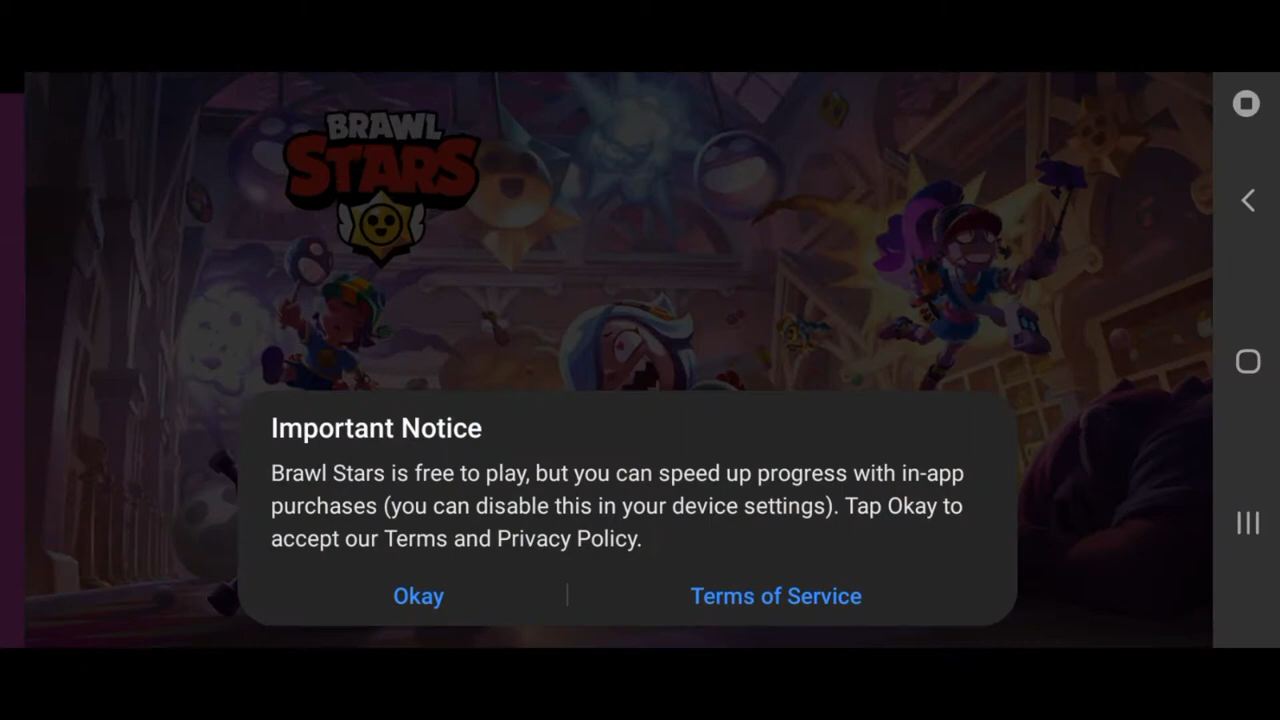 BRAWL
STARS
Important Notice
Brawl Stars is free to play, but you can speed up progress with in-app
purchases (you can disable this in your device settings). Tap Okay to
accept our Terms and Privacy Policy.
Okay
Terms of Service